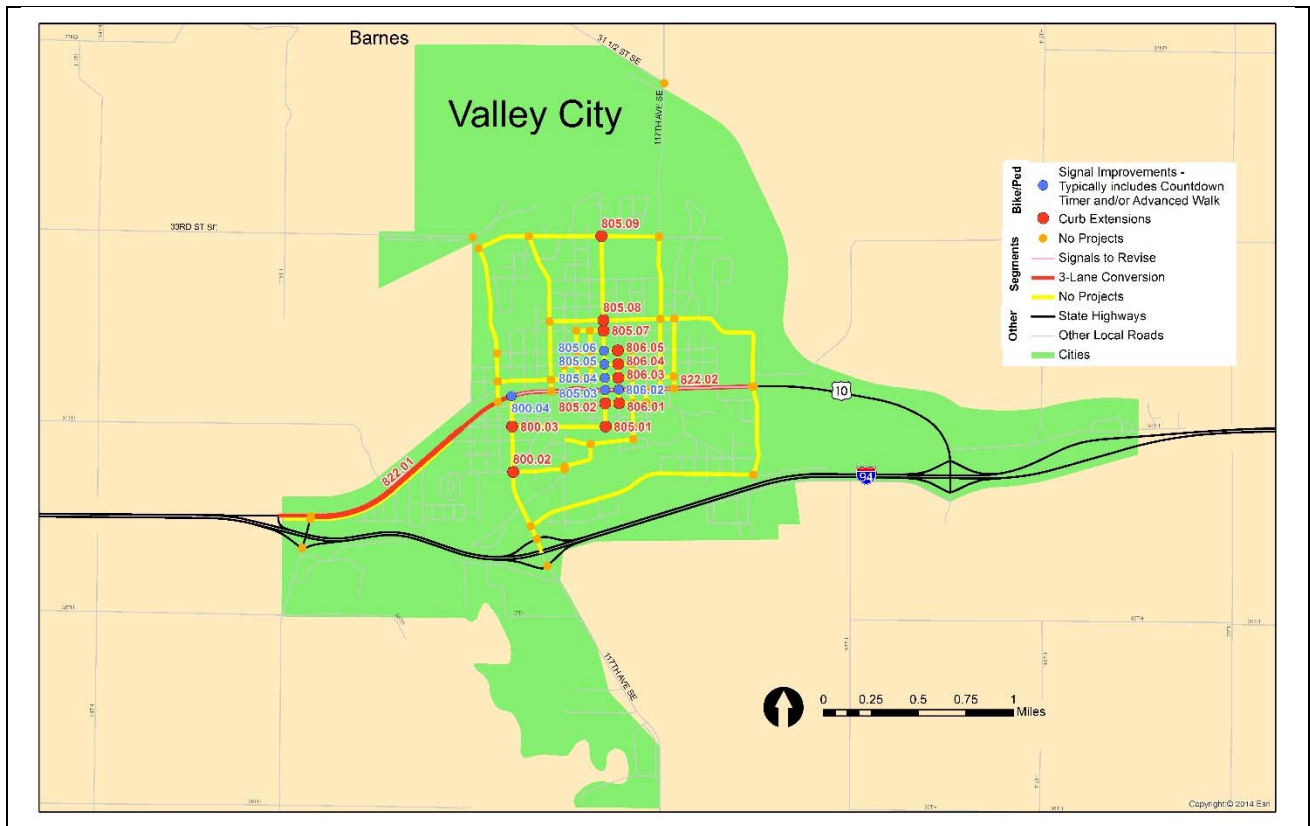 Barnes
31 1/2 ST SE
Valley City
117TH AVE SE
Bike/Ped
Signal Improvements -
Typically includes Countdown
Timer and/or Advanced Walk
Curb Extensions
No Projects
Segments
Signals to Revise
3-Lane Conversion
No Projects
Other
State Highways
Other Local Roads
Cities
33RD ST SE
805.09
805.08
805.07
805.06
806.05
805.05
806.04
805.04
806.03
822.02
805.03
806.02
10
800.04
805.02
806.01
800.03
805.01
800.02
822.01
94
117TH AVE SE
0 0.25 0.5 0.75 1
Miles
Copyright:© 2014 Esri